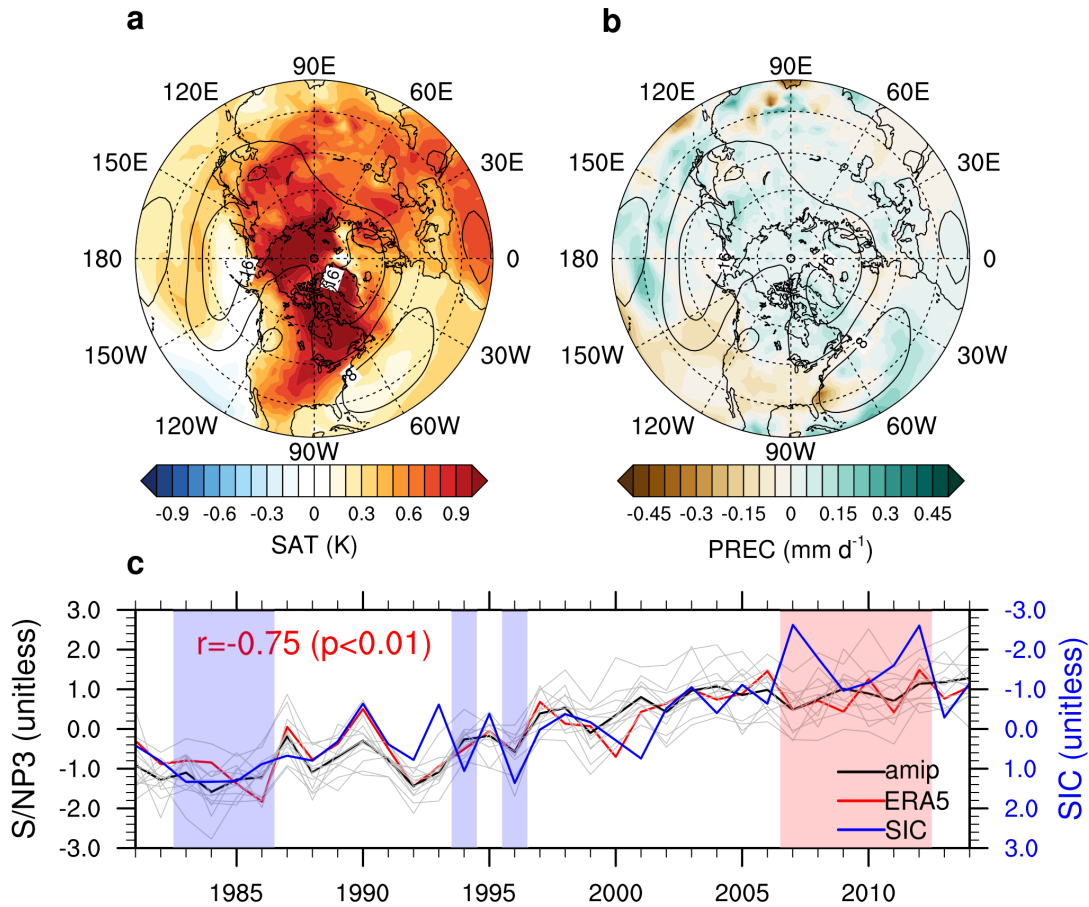 a
b
90E
90E
120E
60E
120E
60E
150E
30E
150E
30E
180
0
180
0
150W
30W
150W
30W
120W
60W
120W
60W
90W
90W
16
16
8
16
16
8
-0.9 -0.6 -0.3 0 0.3 0.6 0.9
-0.45 -0.3 -0.15 0 0.15 0.3 0.45
SAT (K)
PREC (mm d⁻¹)
c
S/NP3 (unitless)
3.0
2.0
1.0
0.0
-1.0
-2.0
-3.0
r=-0.75 (p<0.01)
amip
ERA5
SIC
-3.0
-2.0
-1.0
0.0
1.0
2.0
3.0
SIC (unitless)
1985 1990 1995 2000 2005 2010